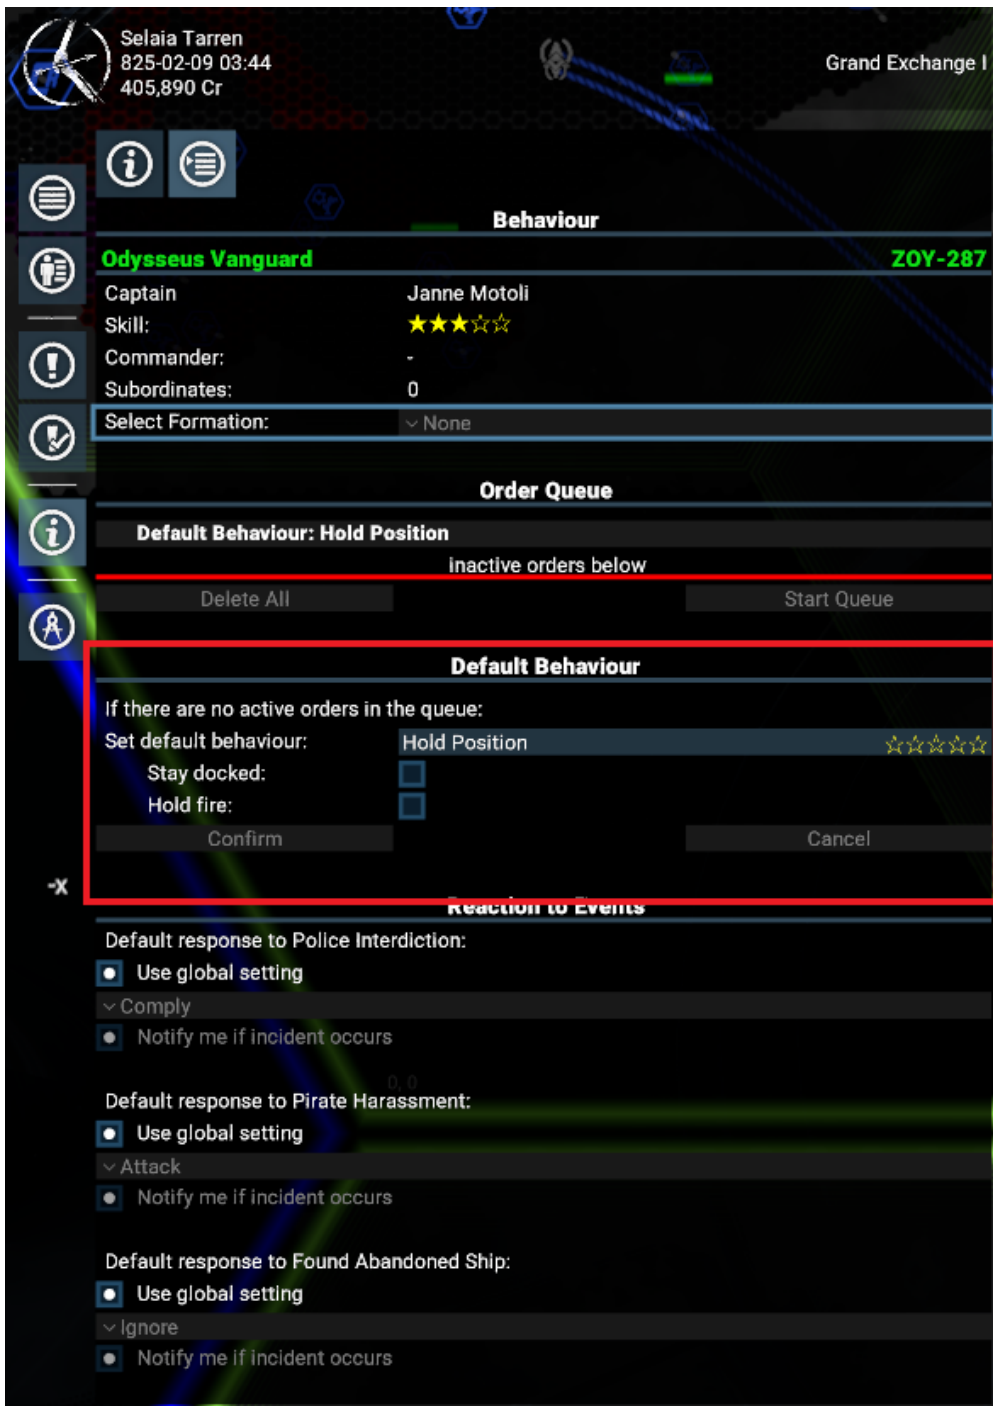 Selaia Tarren
825-02-09 03:44
405,890 Cr
Grand Exchange I
Behaviour
Odysseus Vanguard ZOY-287
Captain Janne Motoli
Skill: ★★★☆☆
Commander: -
Subordinates: 0
Select Formation: None
Order Queue
Default Behaviour: Hold Position
inactive orders below
Delete All Start Queue
Default Behaviour
If there are no active orders in the queue:
Set default behaviour: Hold Position ☆☆☆☆☆
Stay docked:
Hold fire:
Confirm Cancel
-X
Reaction to Events
Default response to Police Interdiction:
Use global setting
Comply
Notify me if incident occurs
0, 0
Default response to Pirate Harassment:
Use global setting
Attack
Notify me if incident occurs
Default response to Found Abandoned Ship:
Use global setting
Ignore
Notify me if incident occurs